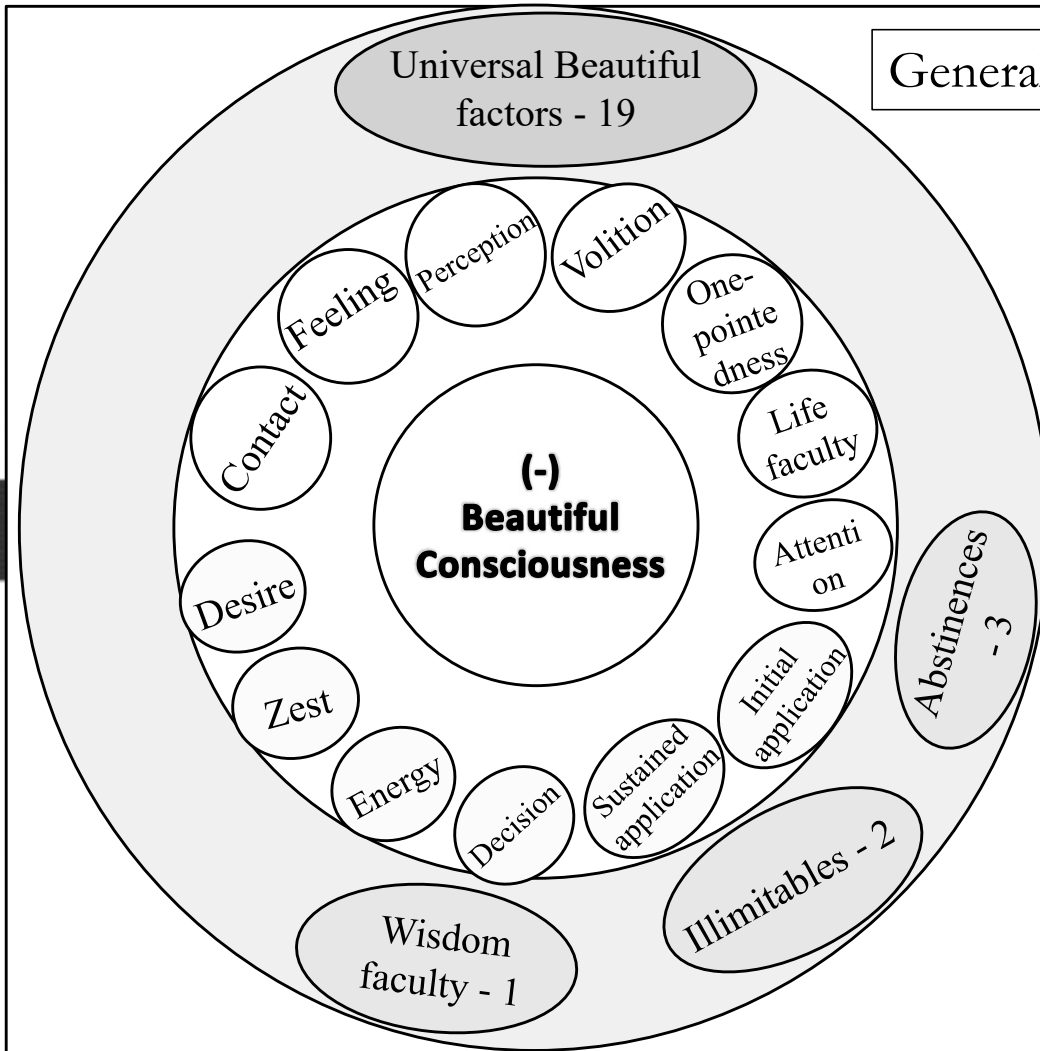 Universal Beautiful
factors - 19
Genera
Perception
Volition
Feeling
One-
pointe
dness
Contact
Life
faculty
(-)
Beautiful
Consciousness
Attenti
on
Desire
Abstinences
- 3
Zest
Initial
application
Energy
Sustained
application
Decision
Illimitables - 2
Wisdom
faculty - 1